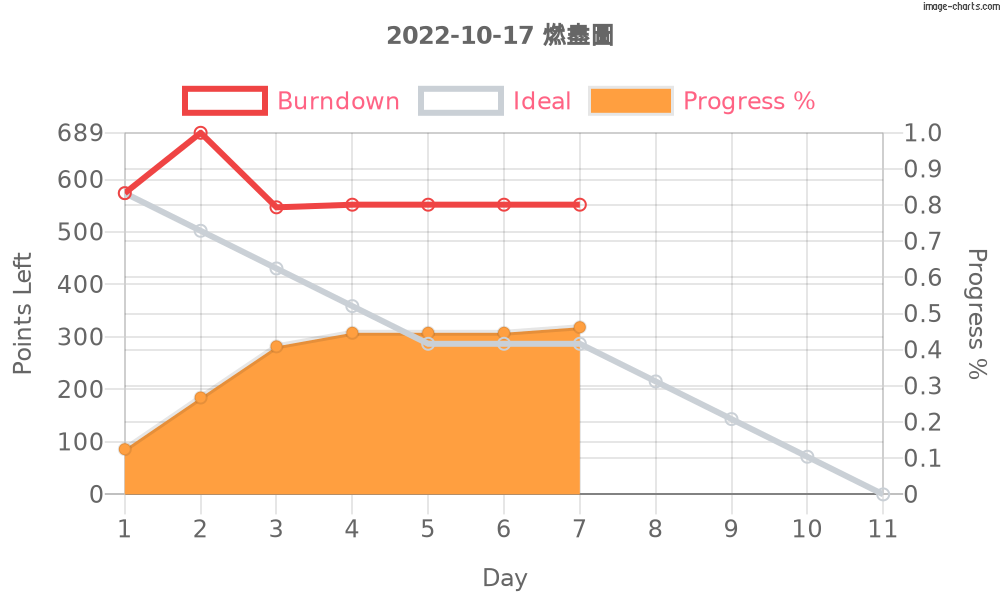 image-charts.com
2022-10-17 燃盡圖
Burndown Ideal Progress %
689 1.0
600 0.9
500 0.8
400 0.7
300 0.6
200 0.5
100 0.4
0 0.3
0.2
0.1
0
Points Left
Progress %
1 2 3 4 5 6 7 8 9 10 11
Day